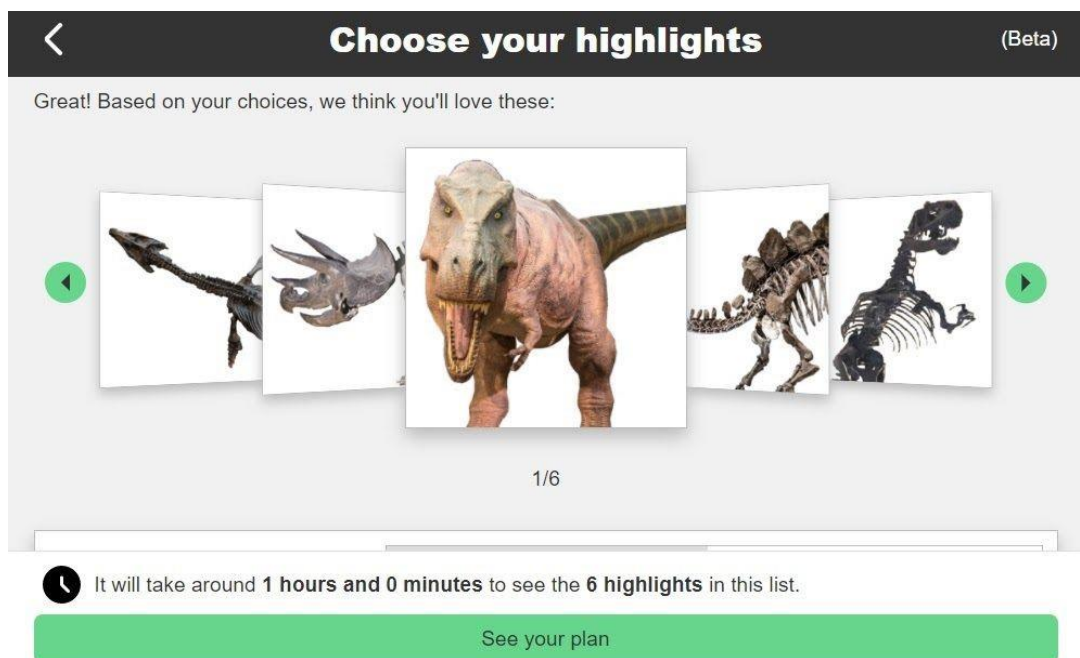 Choose your highlights
(Beta)
Great! Based on your choices, we think you'll love these:
1/6
It will take around 1 hours and 0 minutes to see the 6 highlights in this list.
See your plan